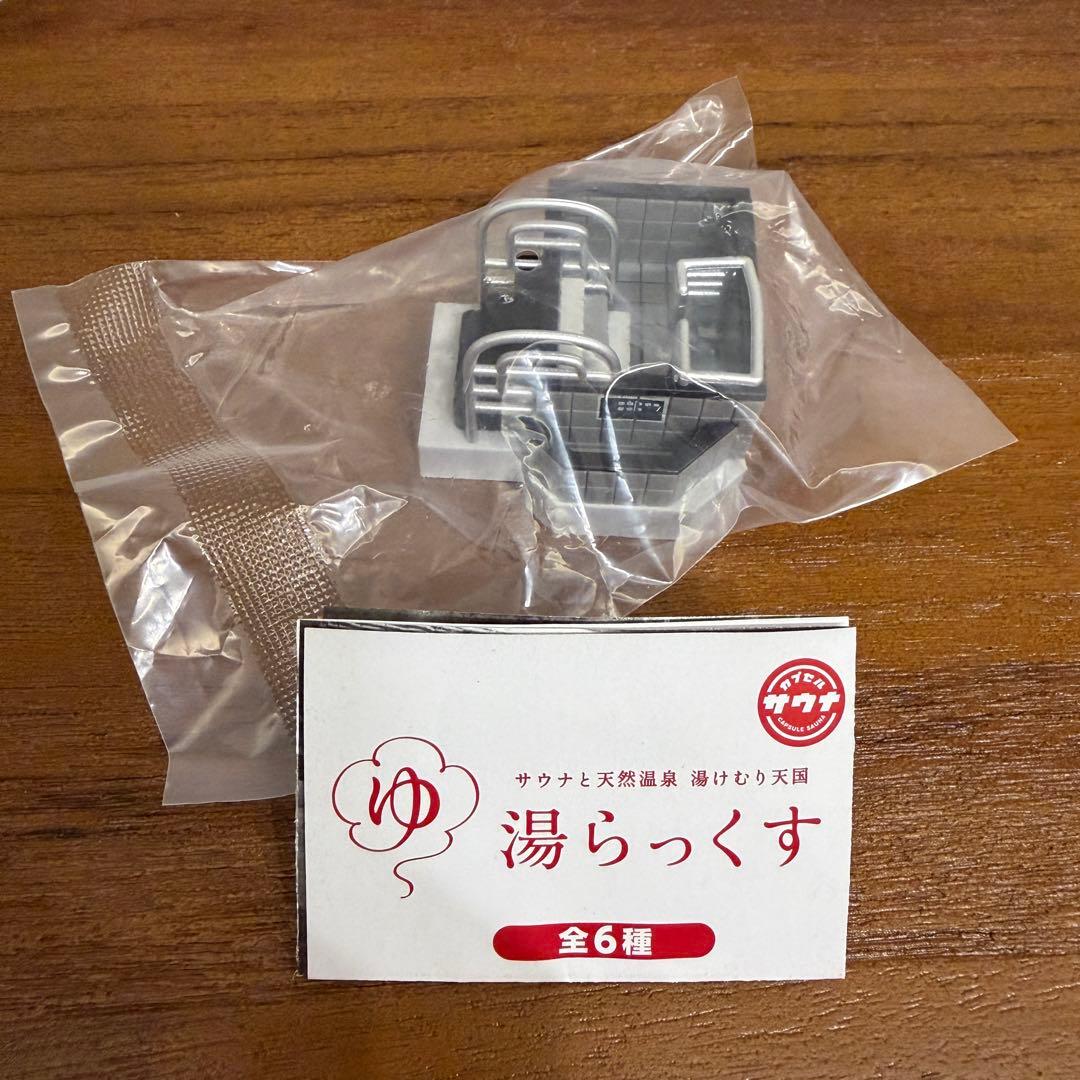 カプセル
サウナ
CAPSULE SAUNA
ゆ
サウナと天然温泉 湯けむり天国
湯らっくす
全6種